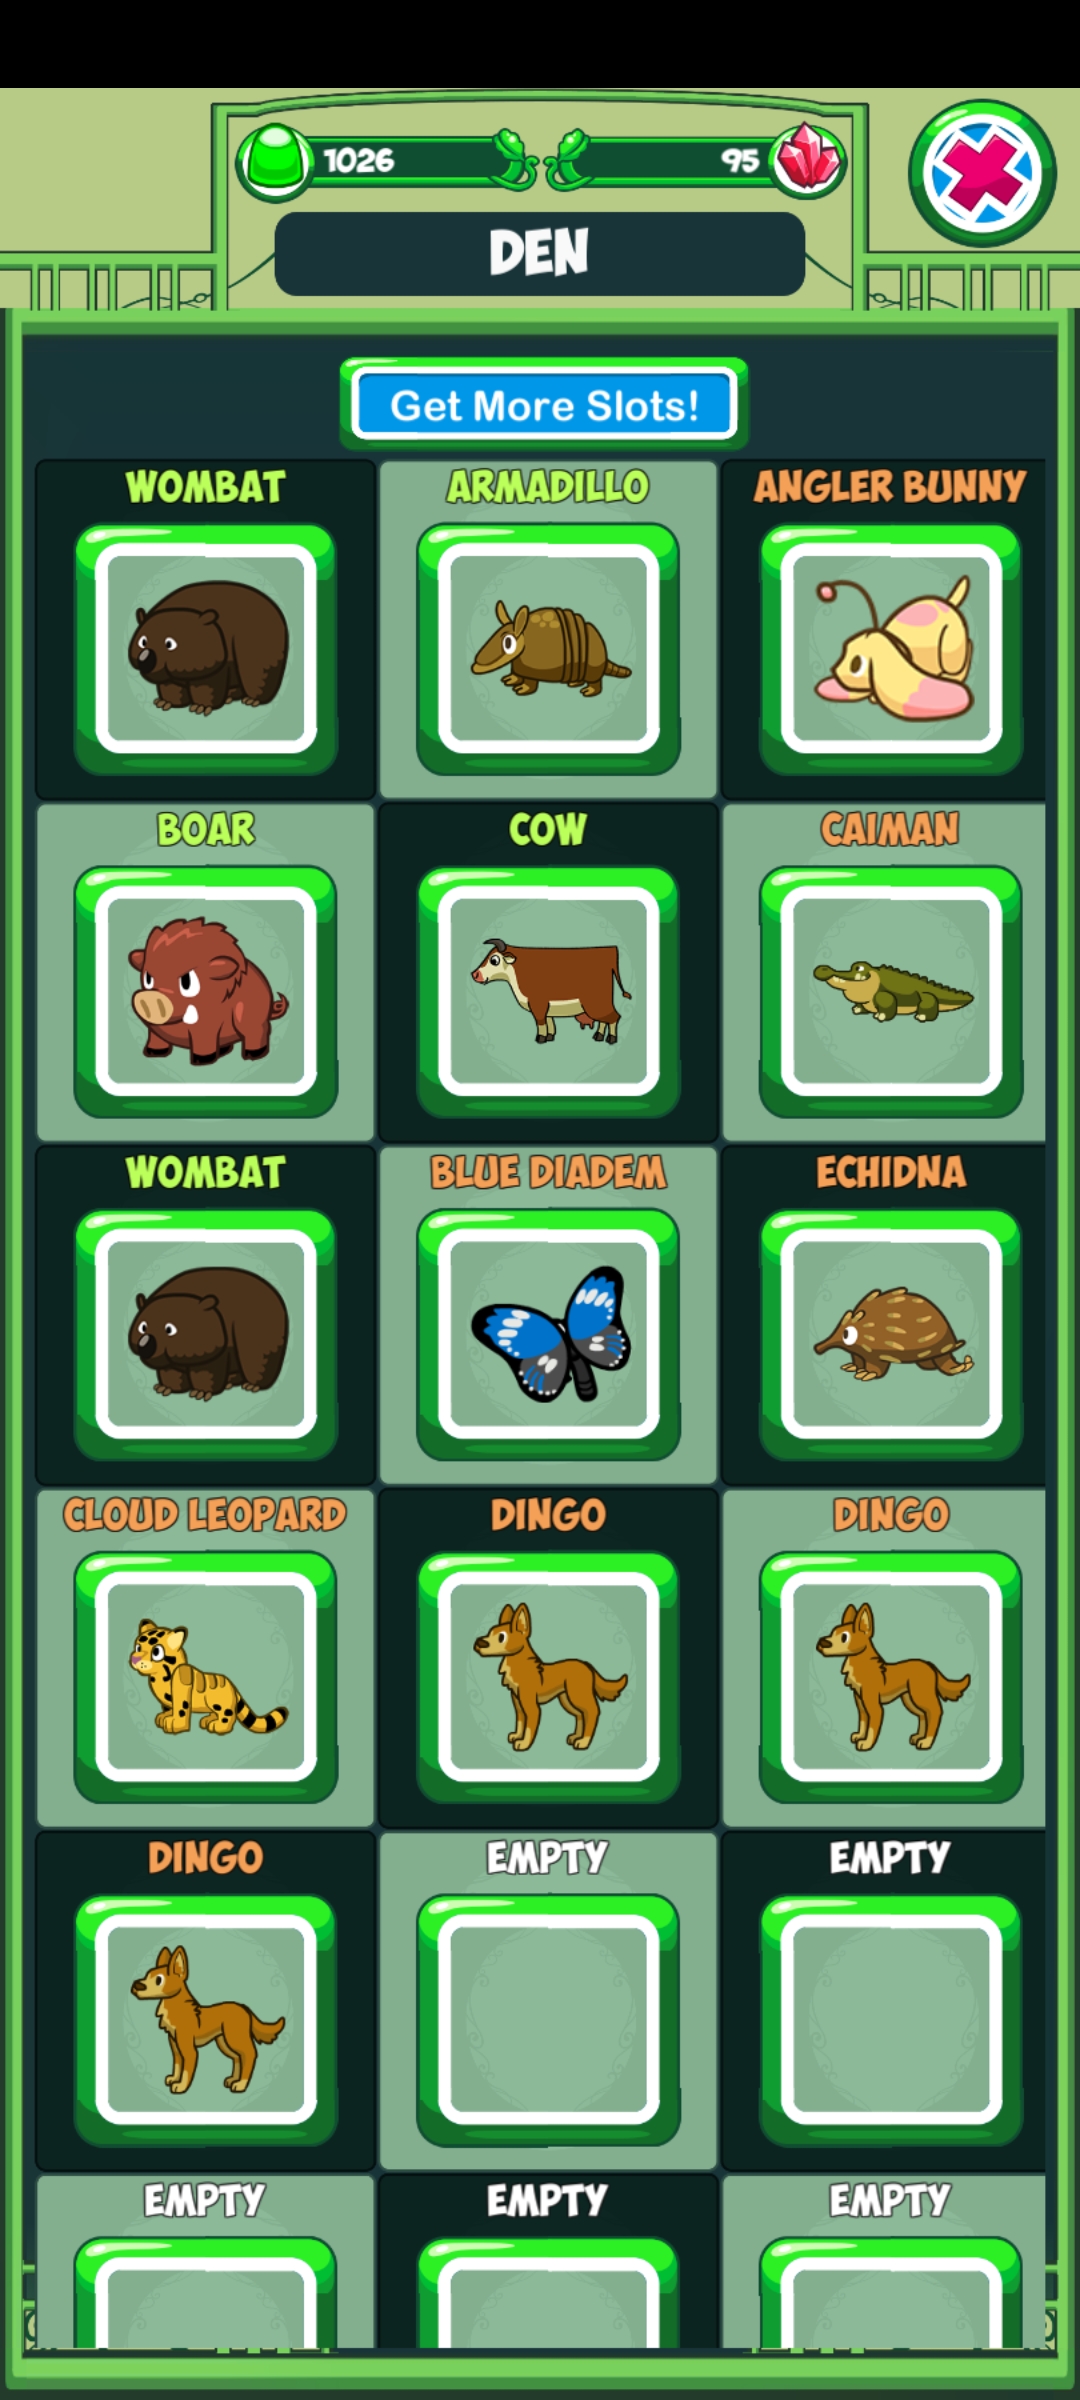 1026
95
DEN
Get More Slots!
WOMBAT
ARMADILLO
ANGLER BUNNY
BOAR
COW
CAIMAN
WOMBAT
BLUE DIADEM
ECHIDNA
CLOUD LEOPARD
DINGO
DINGO
DINGO
EMPTY
EMPTY
EMPTY
EMPTY
EMPTY